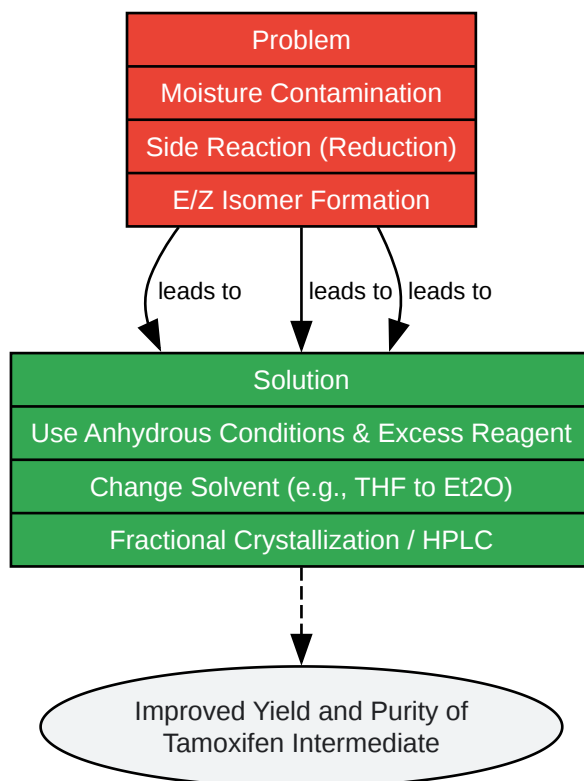 Problem
Moisture Contamination
Side Reaction (Reduction)
E/Z Isomer Formation
leads to
leads to
leads to
Solution
Use Anhydrous Conditions & Excess Reagent
Change Solvent (e.g., THF to Et2O)
Fractional Crystallization / HPLC
Improved Yield and Purity of
Tamoxifen Intermediate